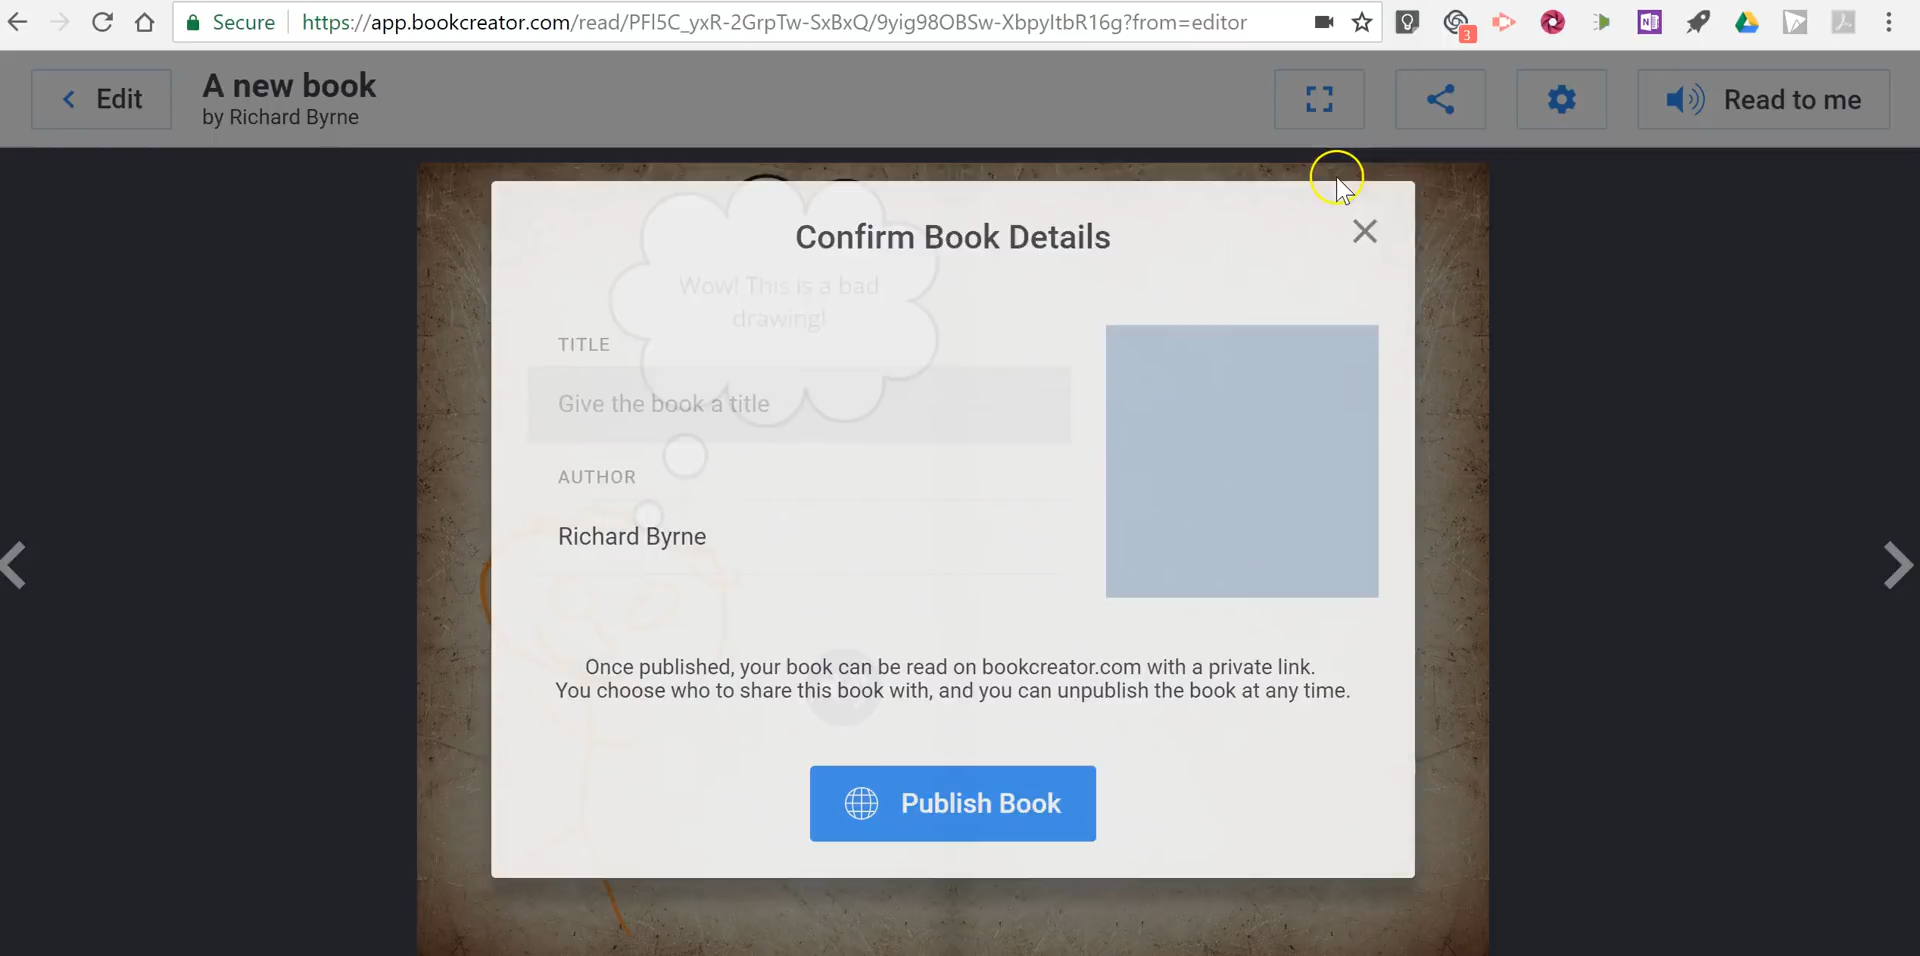 Secure
https://app.bookcreator.com/read/PFl5C_yxR-2GrpTw-SxBxQ/9yig98OBSw-XbpyItbR16g?from=editor
3
Edit
A new book
by Richard Byrne
Read to me
Confirm Book Details
Wow! This is a bad
drawing!
TITLE
Give the book a title
AUTHOR
Richard Byrne
Once published, your book can be read on bookcreator.com with a private link.
You choose who to share this book with, and you can unpublish the book at any time.
Publish Book